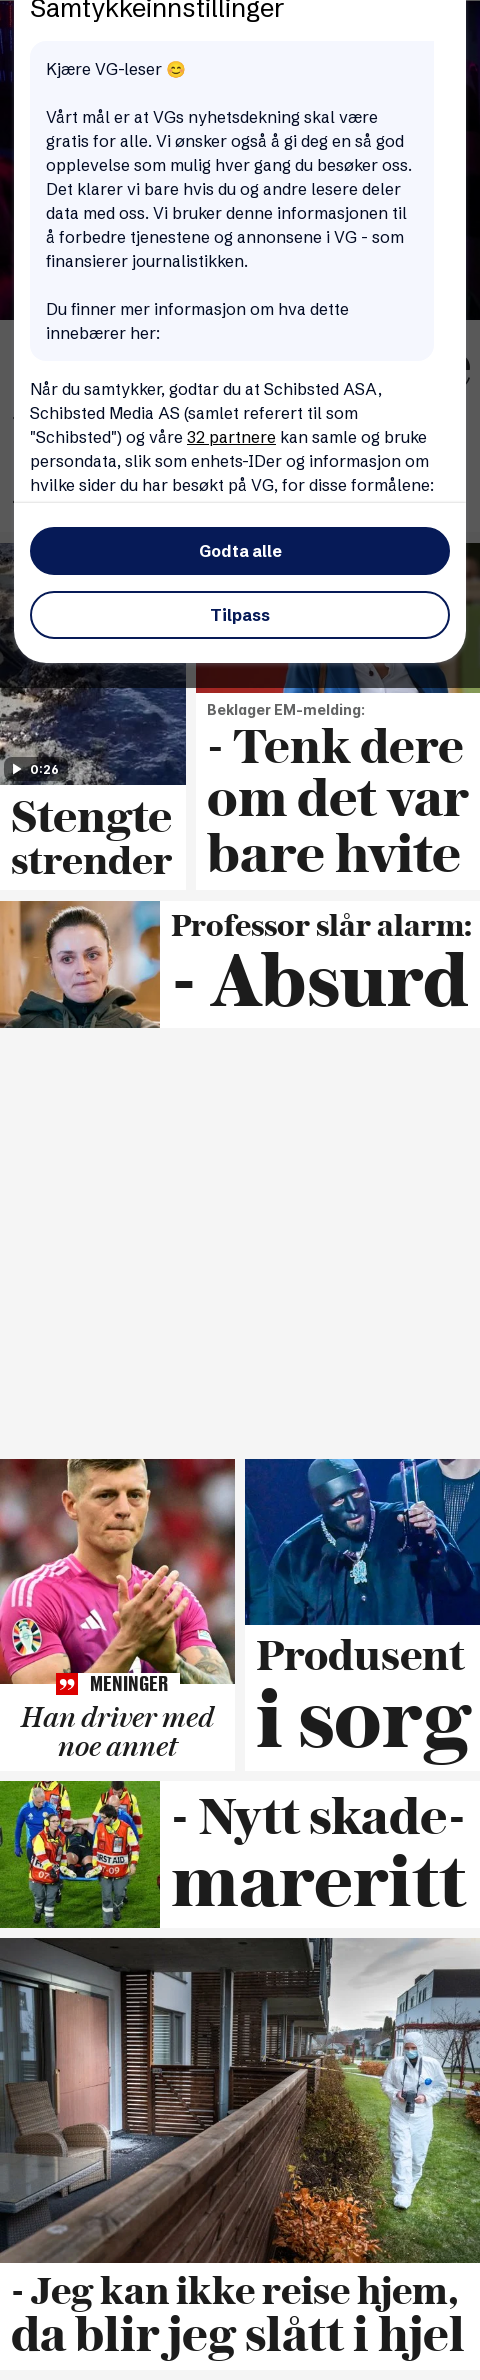 Samtykkeinnstillinger
Kjære VG-leser 😊
Vårt mål er at VGs nyhetsdekning skal være
gratis for alle. Vi ønsker også å gi deg en så god
opplevelse som mulig hver gang du besøker oss.
Det klarer vi bare hvis du og andre lesere deler
data med oss. Vi bruker denne informasjonen til
å forbedre tjenestene og annonsene i VG - som
finansierer journalistikken.
Du finner mer informasjon om hva dette
innebærer her:
Når du samtykker, godtar du at Schibsted ASA,
Schibsted Media AS (samlet referert til som
"Schibsted") og våre 32 partnere kan samle og bruke
persondata, slik som enhets-IDer og informasjon om
hvilke sider du har besøkt på VG, for disse formålene:
Godta alle
Tilpass
0:26
Stengte
strender
Beklager EM-melding:
- Tenk dere
om det var
bare hvite
Professor slår alarm:
- Absurd
MENINGER
Han driver med
noe annet
Produsent
i sorg
- Nytt skade-
mareritt
- Jeg kan ikke reise hjem,
da blir jeg slått i hjel